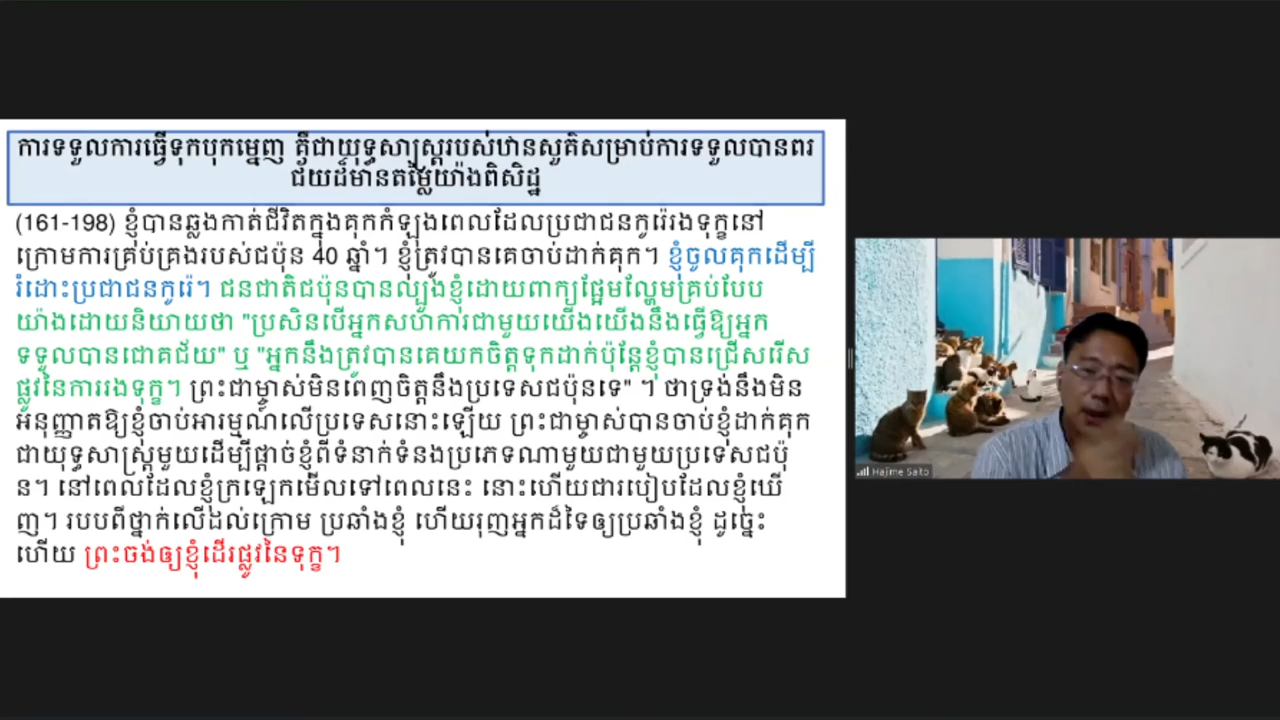 ការទទួលការធ្វើទុកបុកម្នេញ គឺជាយុទ្ធសាស្ត្ររបស់ឋានសួគ៌សម្រាប់ការទទួលបានពរ
ជ័យដ៏មានតម្លៃយ៉ាងពិសិដ្ឋ
(161-198) ខ្ញុំបានឆ្លងកាត់ជីវិតក្នុងគុកកំឡុងពេលដែលប្រជាជនកូរ៉េរងទុក្ខនៅ
ក្រោមការគ្រប់គ្រងរបស់ជប៉ុន 40 ឆ្នាំ។ ខ្ញុំត្រូវបានគេចាប់ដាក់គុក។ ខ្ញុំចូលគុកដើម្បី
រំដោះប្រជាជនកូរ៉េ។ ជនជាតិជប៉ុនបានល្បួងខ្ញុំដោយពាក្យផ្អែមល្ហែមគ្រប់បែប
យ៉ាងដោយនិយាយថា "ប្រសិនបើអ្នកសហការជាមួយយើងយើងនឹងធ្វើឱ្យអ្នក
ទទួលបានជោគជ័យ" ឬ "អ្នកនឹងត្រូវបានគេយកចិត្តទុកដាក់ប៉ុន្តែខ្ញុំបានជ្រើសរើស
ផ្លូវនៃការរងទុក្ខ។ ព្រះជាម្ចាស់មិនពេញចិត្តនឹងប្រទេសជប៉ុនទេ" ។ ថាទ្រង់នឹងមិន
អនុញ្ញាតឱ្យខ្ញុំចាប់អារម្មណ៍លើប្រទេសនោះឡើយ ព្រះជាម្ចាស់បានចាប់ខ្ញុំដាក់គុក
ជាយុទ្ធសាស្ត្រមួយដើម្បីផ្តាច់ខ្ញុំពីទំនាក់ទំនងប្រភេទណាមួយជាមួយប្រទេសជប៉ុ
ន។ នៅពេលដែលខ្ញុំក្រឡេកមើលទៅពេលនេះ នោះហើយជារបៀបដែលខ្ញុំឃើ
ញ។ របបពីថ្នាក់លើដល់ក្រោម ប្រឆាំងខ្ញុំ ហើយរុញអ្នកដ៏ទៃឲ្យប្រឆាំងខ្ញុំ ដូច្នេះ
ហើយ ព្រះចង់ឲ្យខ្ញុំដើរផ្លូវនៃទុក្ខ។
Hajime Saito